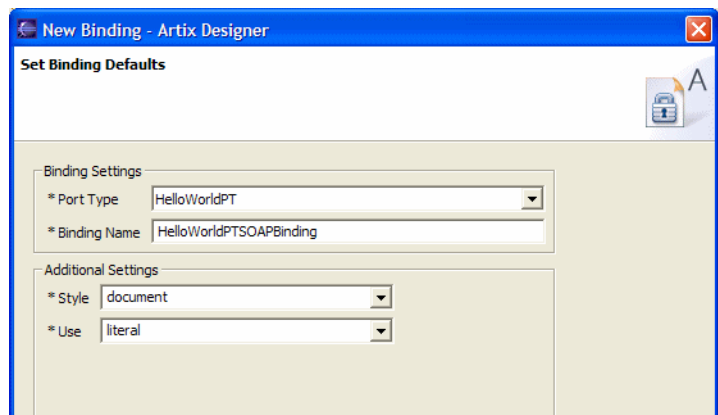 New Binding - Artix Designer
Set Binding Defaults
A
Binding Settings
* Port Type HelloWorldPT
* Binding Name HelloWorldPTSOAPBinding
Additional Settings
* Style document
* Use literal